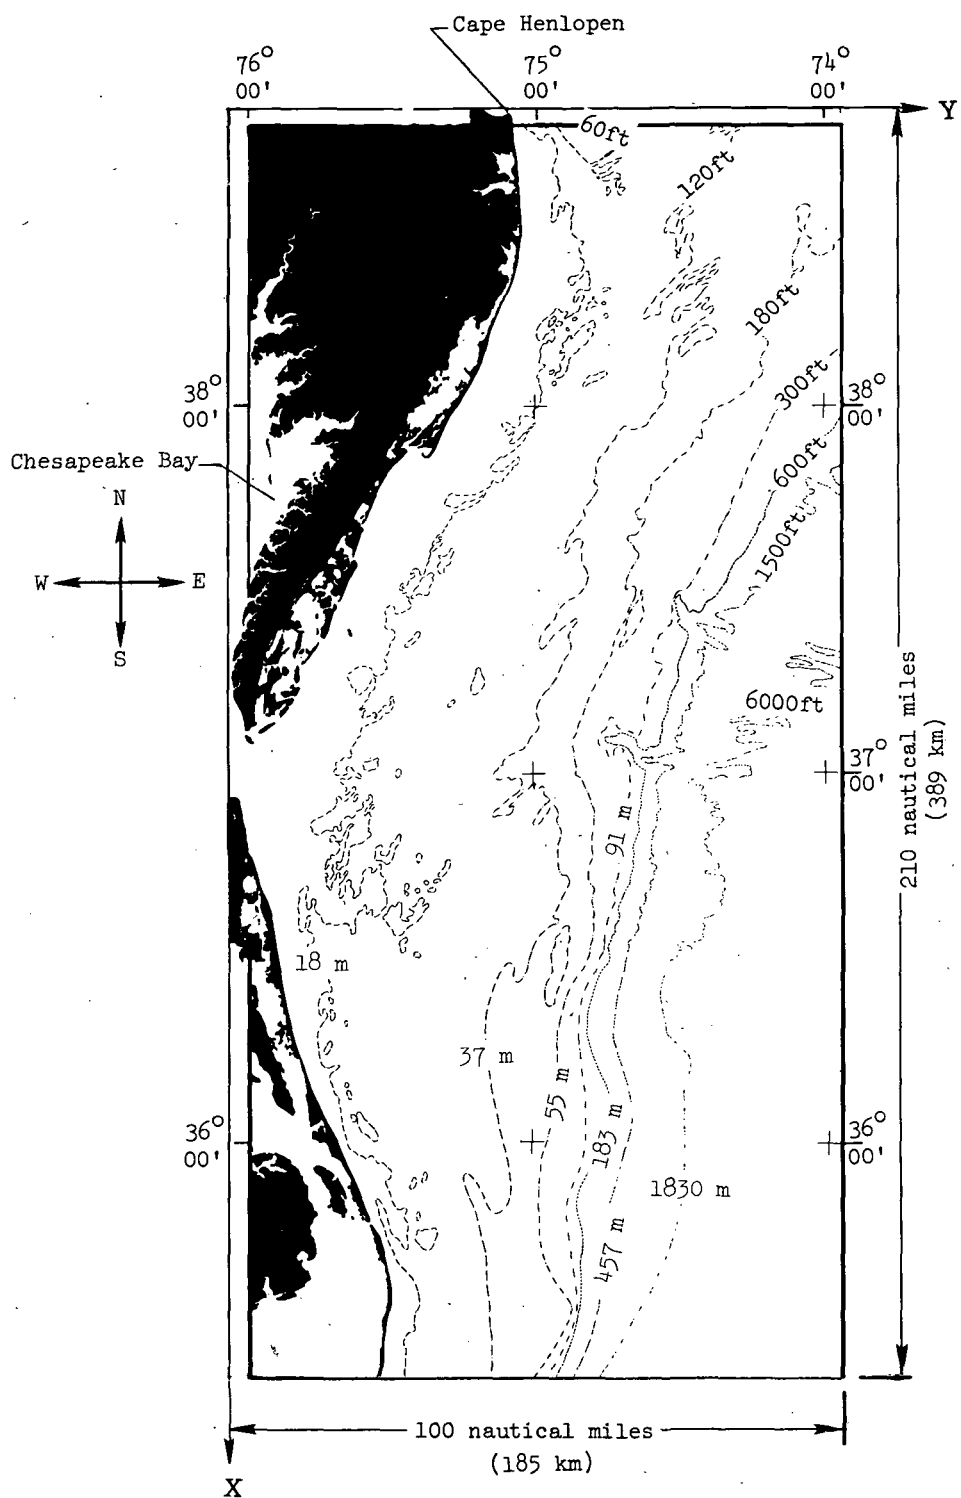 Cape Henlopen
76° 75° 74°
00' 00' 00'
Y
60ft
120ft
180ft
38° 300ft 38°
00' 00'
600ft
Chesapeake Bay
N
1500ft
W E
S
6000ft
37°
00'
91 m
210 nautical miles
(389 km)
18 m
37 m
55 m
183 m
36° 36°
00' 00'
1830 m
457 m
100 nautical miles
(185 km)
X